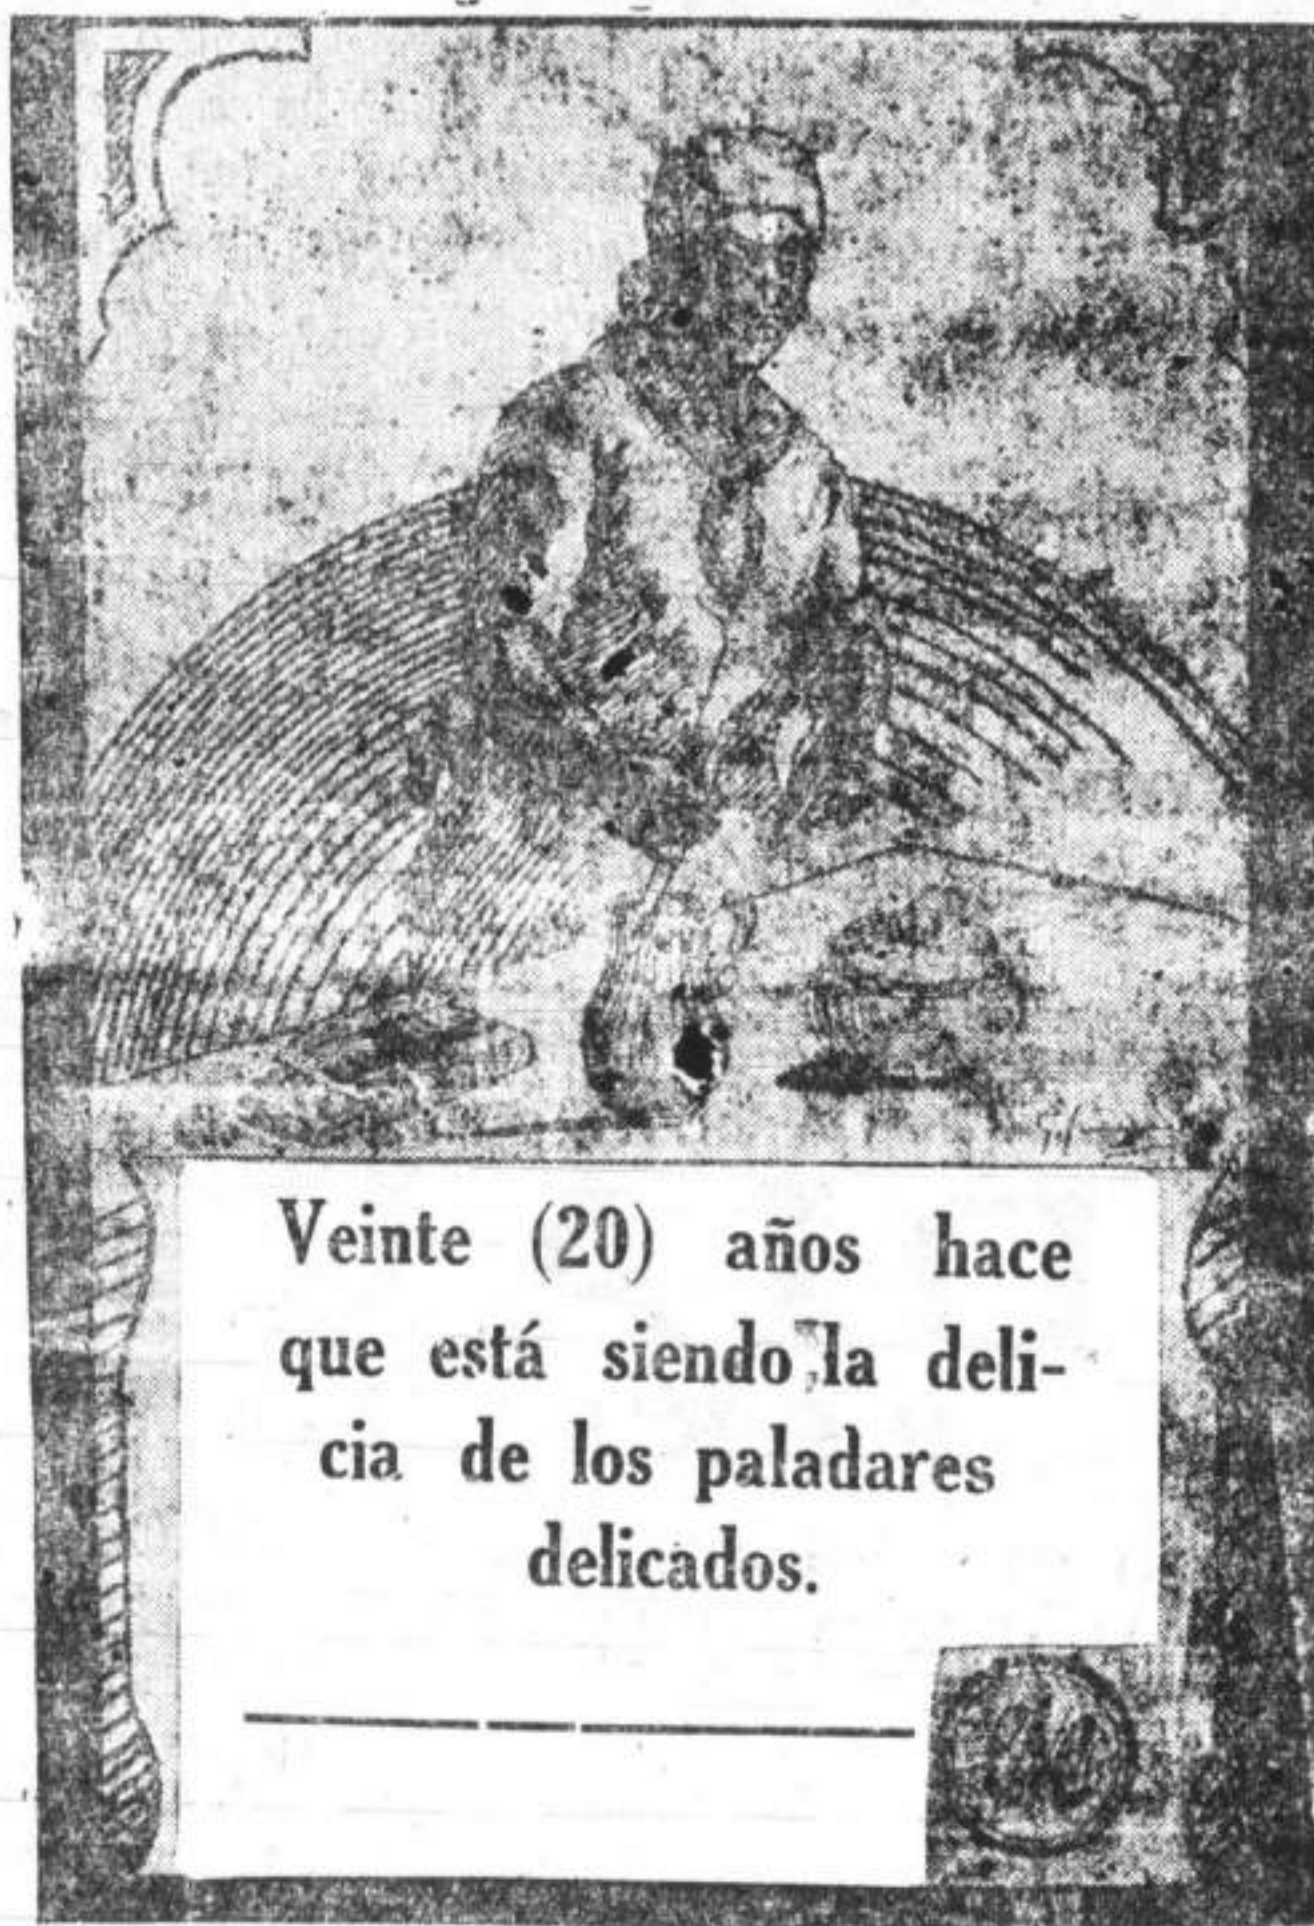 Veinte (20) años hace
que está siendo la deli-
cia de los paladares
delicados.